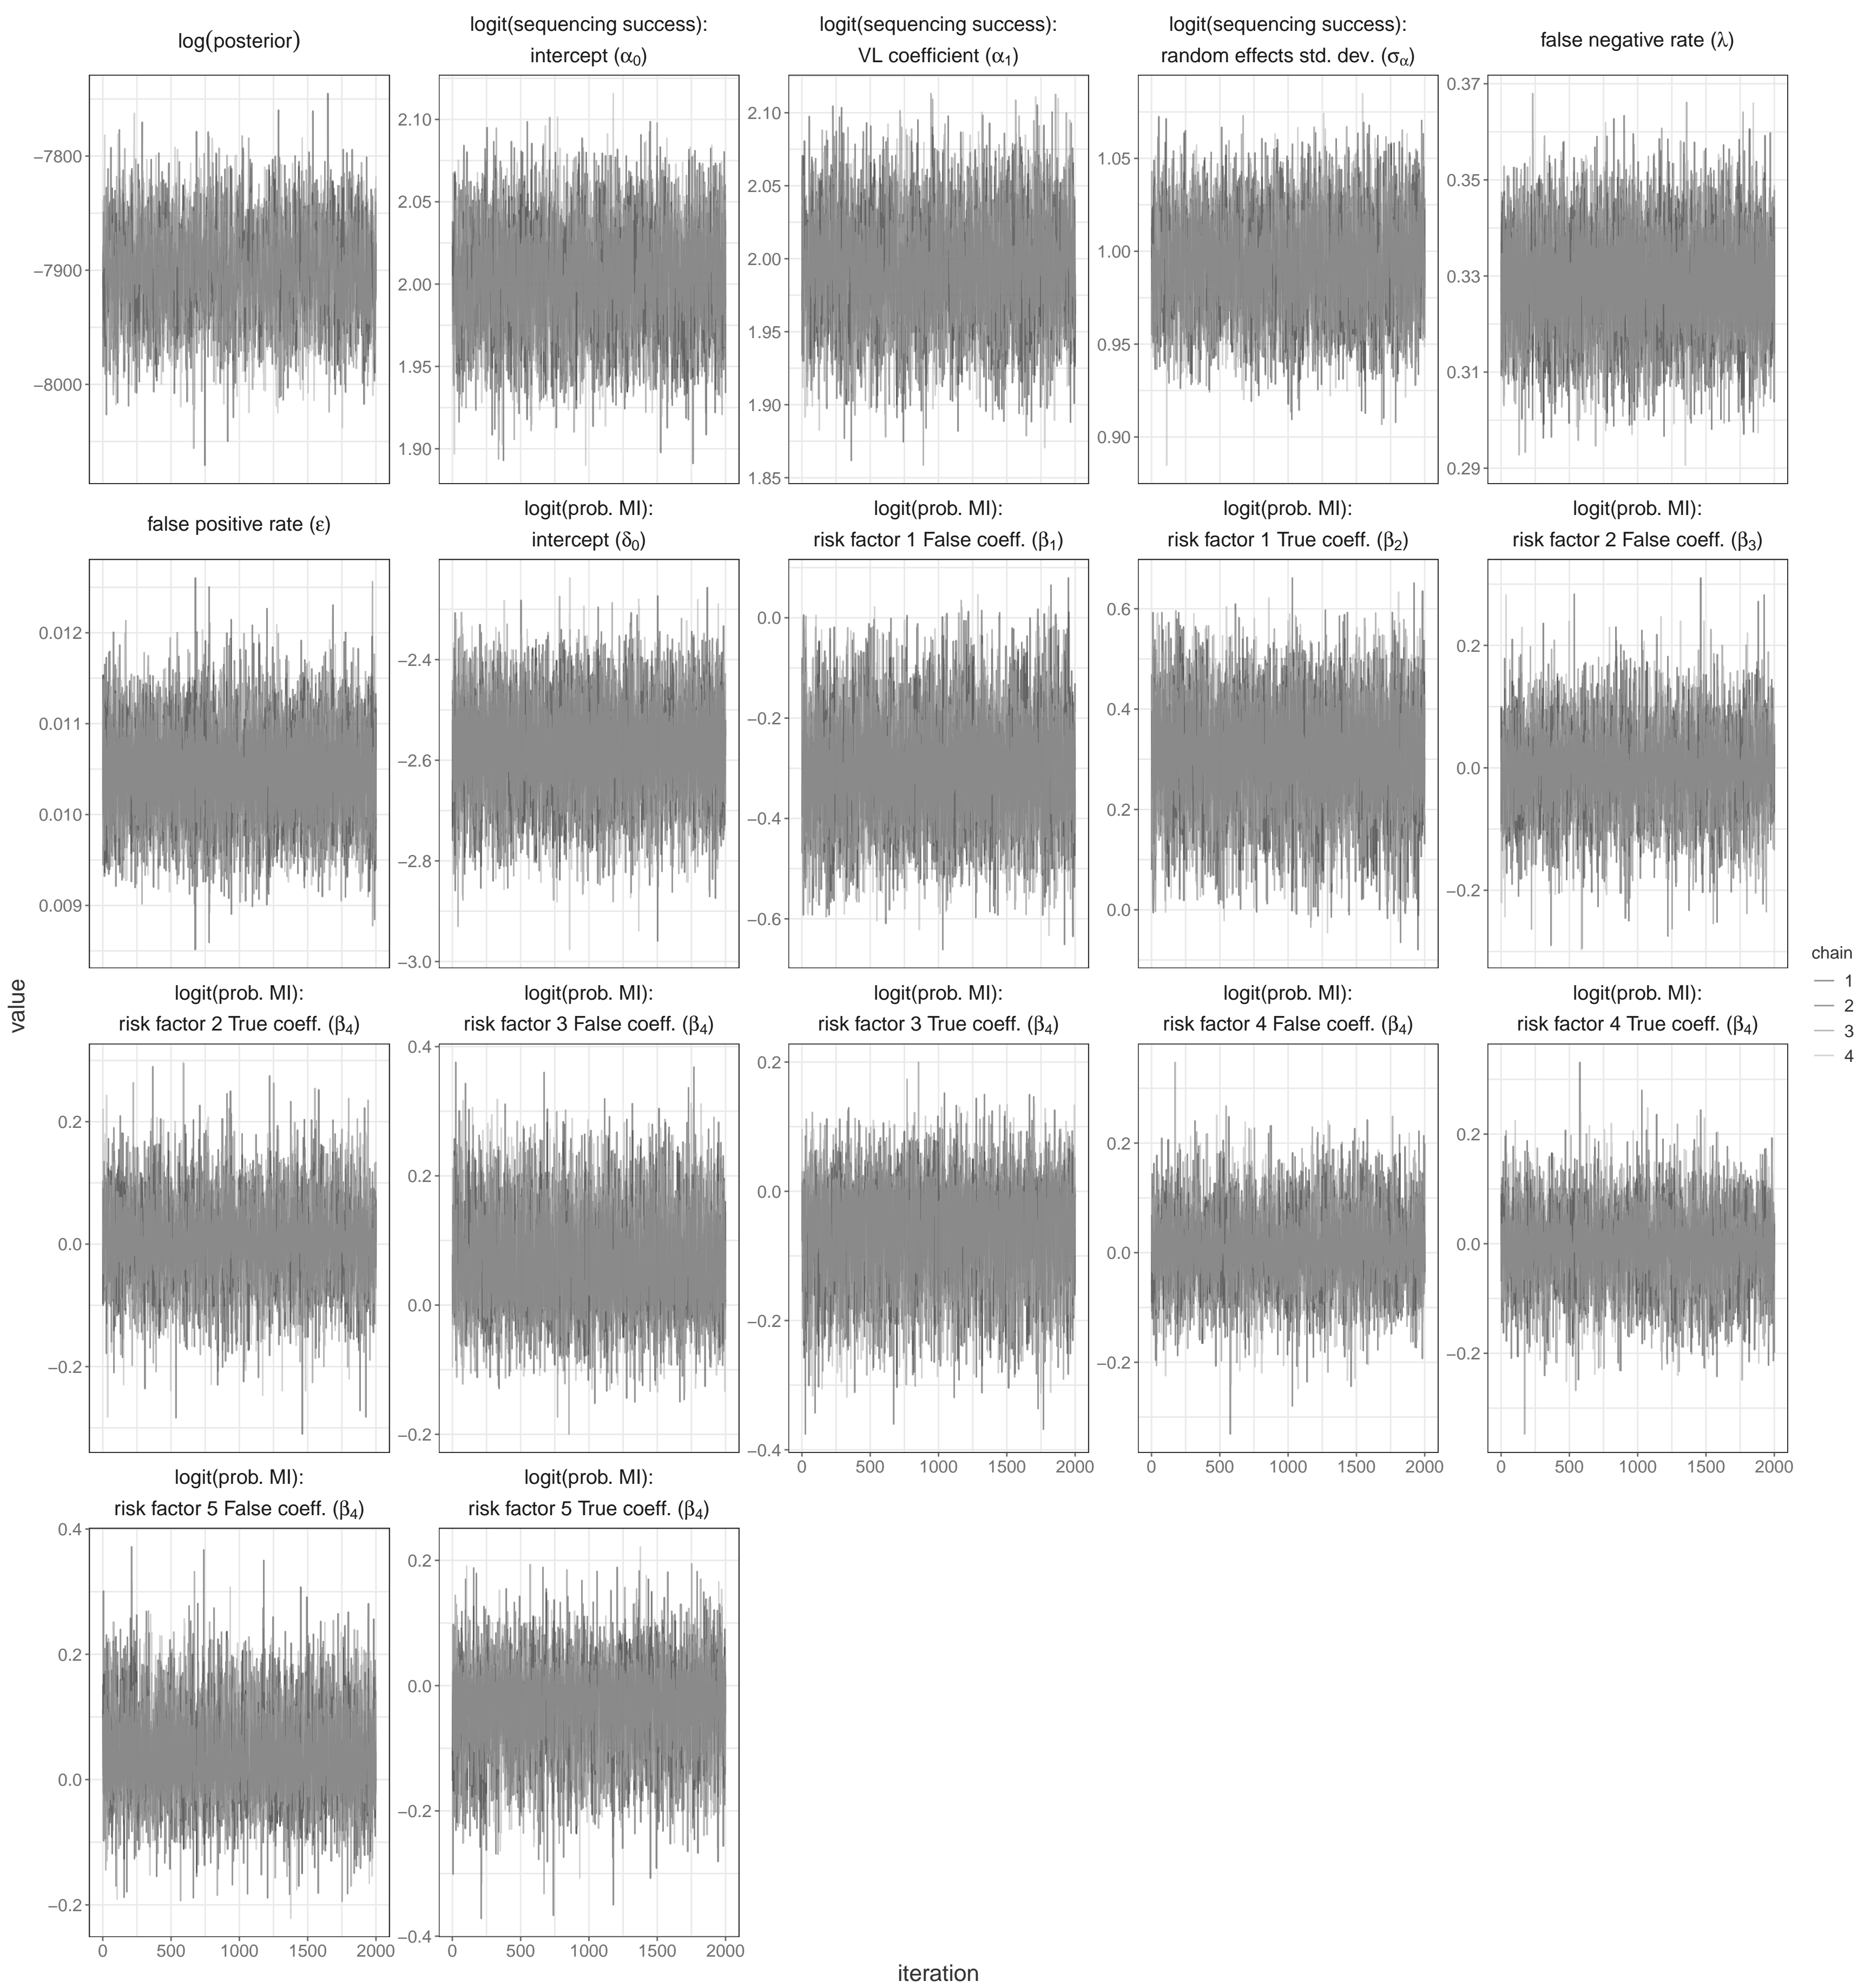 log(posterior)
logit(sequencing success):
intercept (α₀)
logit(sequencing success):
VL coefficient (α₁)
logit(sequencing success):
random effects std. dev. (σα)
false negative rate (λ)
−7800
−7900
−8000
2.10
2.05
2.00
1.95
1.90
2.10
2.05
2.00
1.95
1.90
1.85
1.05
1.00
0.95
0.90
0.37
0.35
0.33
0.31
0.29
false positive rate (ε)
logit(prob. MI):
intercept (δ₀)
logit(prob. MI):
risk factor 1 False coeff. (β₁)
logit(prob. MI):
risk factor 1 True coeff. (β₂)
logit(prob. MI):
risk factor 2 False coeff. (β₃)
0.012
0.011
0.010
0.009
−2.4
−2.6
−2.8
−3.0
0.0
−0.2
−0.4
−0.6
0.6
0.4
0.2
0.0
0.2
0.0
−0.2
logit(prob. MI):
risk factor 2 True coeff. (β₄)
logit(prob. MI):
risk factor 3 False coeff. (β₄)
logit(prob. MI):
risk factor 3 True coeff. (β₄)
logit(prob. MI):
risk factor 4 False coeff. (β₄)
logit(prob. MI):
risk factor 4 True coeff. (β₄)
0.2
0.0
−0.2
0.4
0.2
0.0
−0.2
0.2
0.0
−0.2
−0.4
0.2
0.0
−0.2
0.2
0.0
−0.2
0 500 1000 1500 2000
0 500 1000 1500 2000
0 500 1000 1500 2000
logit(prob. MI):
risk factor 5 False coeff. (β₄)
logit(prob. MI):
risk factor 5 True coeff. (β₄)
0.4
0.2
0.0
−0.2
0.2
0.0
−0.2
−0.4
0 500 1000 1500 2000
0 500 1000 1500 2000
value
iteration
chain
1
2
3
4